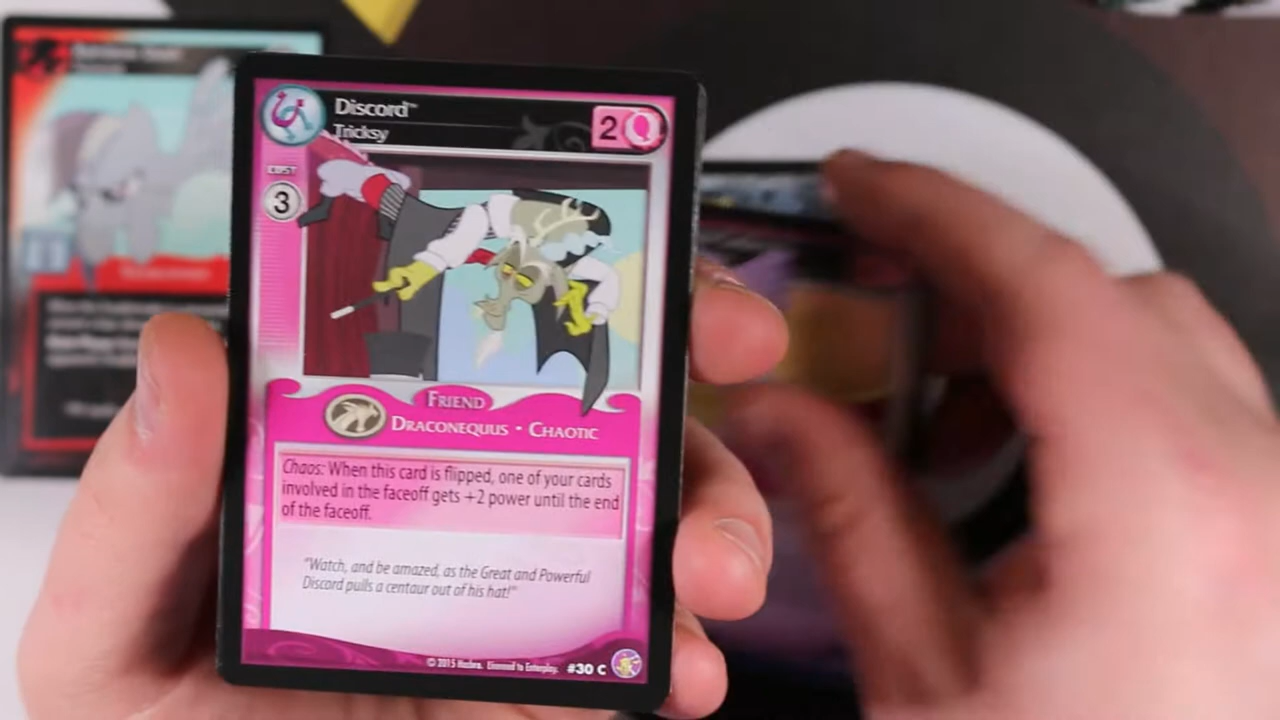 Discord™
Tricksy
2
COST
3
FRIEND
DRACONEQUUS • CHAOTIC
Chaos: When this card is flipped, one of your cards
involved in the faceoff gets +2 power until the end
of the faceoff.
"Watch, and be amazed, as the Great and Powerful
Discord pulls a centaur out of his hat!"
© 2015 Hasbro. Licensed to Enterplay. #30 C